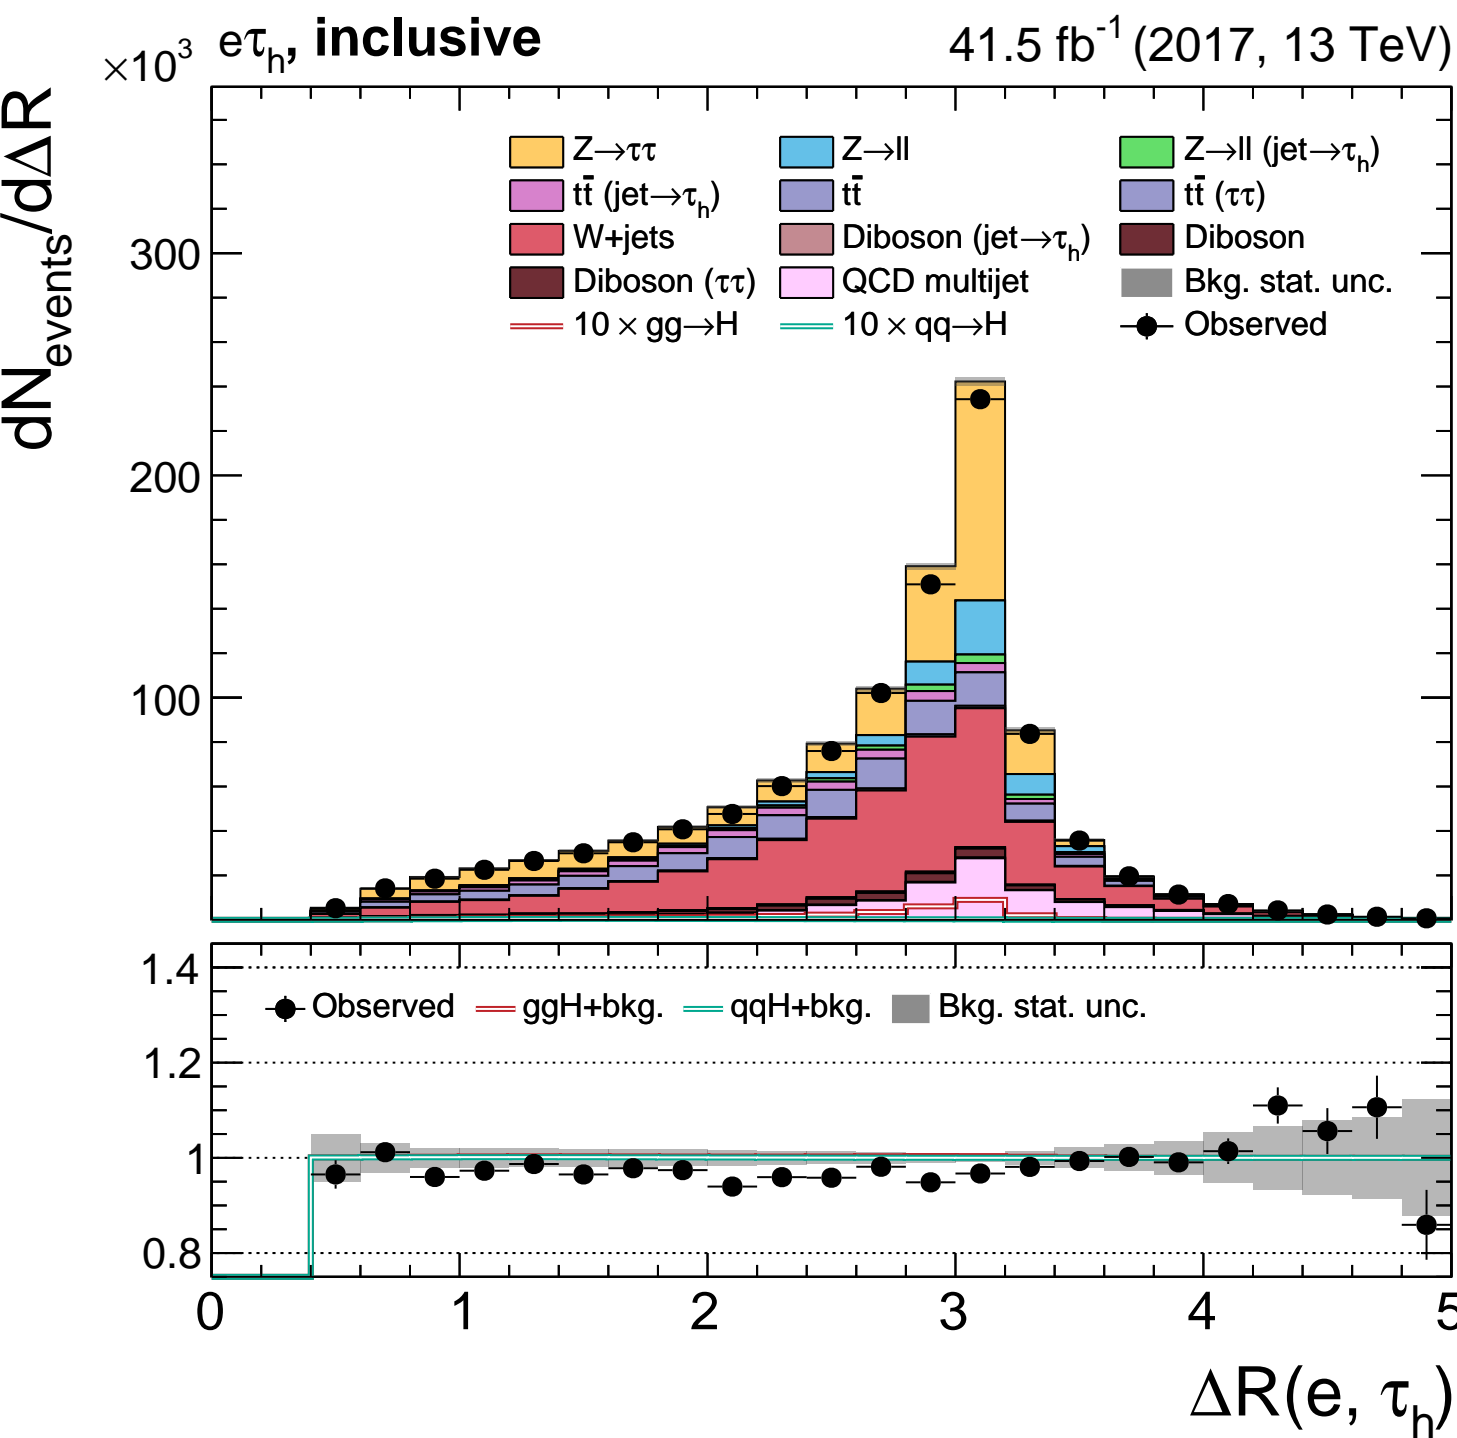 ×10³ eτₕ, inclusive 41.5 fb⁻¹ (2017, 13 TeV)
dN_events/dΔR
Z→ττ Z→ll Z→ll (jet→τₕ)
tt̄ (jet→τₕ) tt̄ tt̄ (ττ)
W+jets Diboson (jet→τₕ) Diboson
Diboson (ττ) QCD multijet Bkg. stat. unc.
10 × gg→H 10 × qq→H Observed
300
200
100
1.4
Observed ggH+bkg. qqH+bkg. Bkg. stat. unc.
1.2
1
0.8
0 1 2 3 4 5
ΔR(e, τₕ)